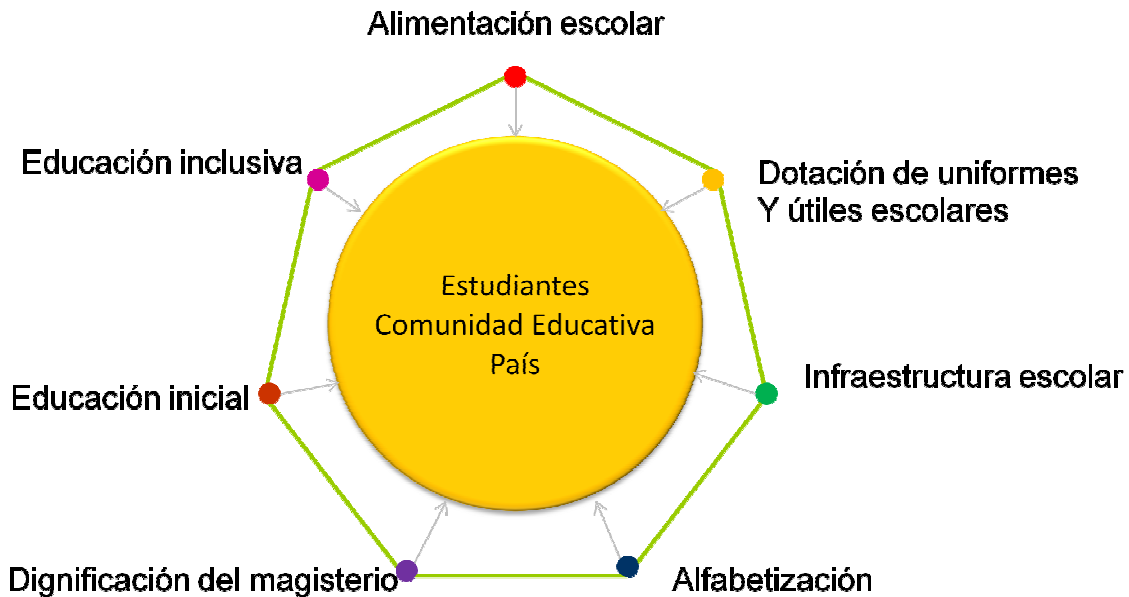 Alimentación escolar
Educación inclusiva
Dotación de uniformes
Y útiles escolares
Estudiantes
Comunidad Educativa
País
Educación inicial
Infraestructura escolar
Dignificación del magisterio
Alfabetización